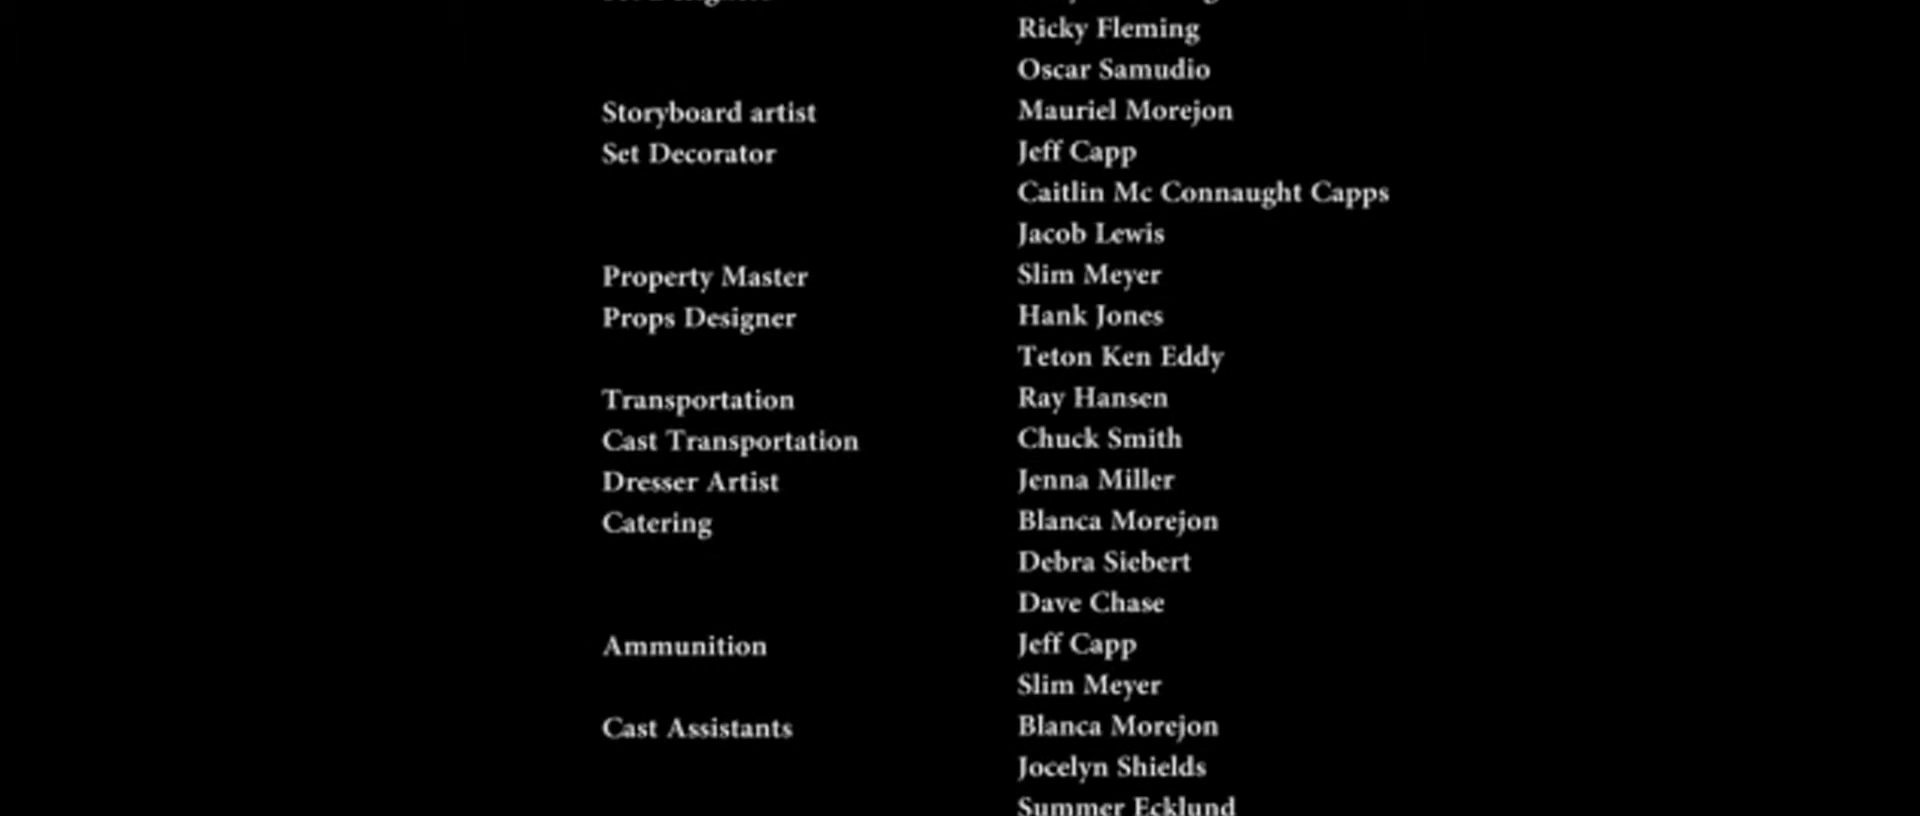 Ricky Fleming
Oscar Samudio
Storyboard artist Mauriel Morejon
Set Decorator Jeff Capp
Caitlin Mc Connaught Capps
Jacob Lewis
Property Master Slim Meyer
Props Designer Hank Jones
Teton Ken Eddy
Transportation Ray Hansen
Cast Transportation Chuck Smith
Dresser Artist Jenna Miller
Catering Blanca Morejon
Debra Siebert
Dave Chase
Ammunition Jeff Capp
Slim Meyer
Cast Assistants Blanca Morejon
Jocelyn Shields
Summer Ecklund